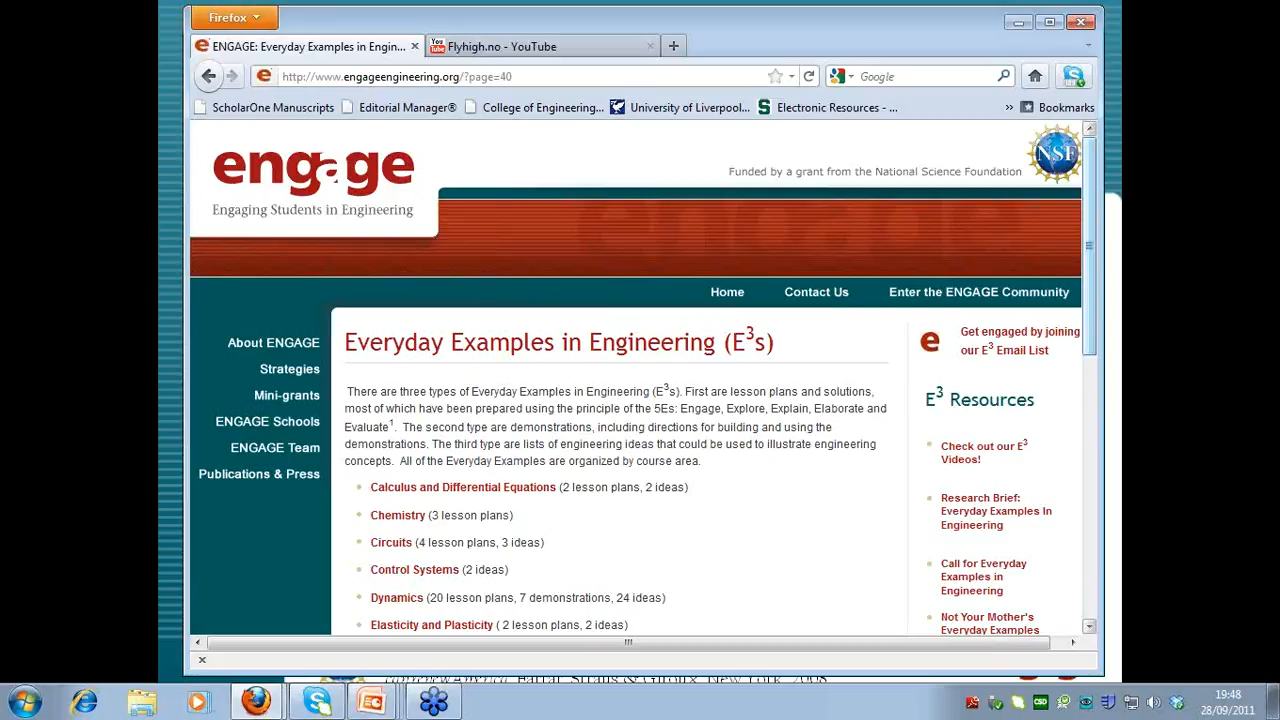 Firefox
ENGAGE: Everyday Examples in Engin...
YouTube
http://www.eng
Google
ScholarOne Manuscripts
Editorial Manager®
College of Engineering
University of Liverpool...
Electronic Resources - ...
»
Bookmarks
engage
Engaging Students in Engineering
Funded by a grant from the National Science Foundation
NSF
Home
Contact Us
Enter the ENGAGE Community
About ENGAGE
Strategies
Mini-grants
ENGAGE Schools
ENGAGE Team
Publications & Press
Everyday Examples in Engineering (E³s)
There are three types of Everyday Examples in Engineering (E³s). First are lesson plans and solutions
most of which have been prepared using the principle of the 5Es: Engage, Explore, Explain, Elaborate and
Evaluate¹. The second type are demonstrations, including directions for building and using the
demonstrations. The third type are lists of engineering ideas that could be used to illustrate engineering
concepts. All of the Everyday Examples are organized by course area.
Calculus and Differential Equations (2 lesson plans, 2 ideas)
Chemistry lesson plans
Circuits (4 lesson plans, 3 ideas)
Control Systems (2 ideas)
Dynamics (20 lesson plans, 7 demonstrations, 24 ideas)
Elasticity and Plasticity ( 2 lesson plans, 2 ideas)
Get engaged by joining
our E³ Email List
E³ Resources
Check out our E³
Videos!
Research Brief:
Everyday Examples In
Engineering
Call for Everyday
Examples in
Engineering
Not Your Mother's
Everyday Examples
Farrar, Straus & Giroux, New York, 2008
19:48
28/09/2011